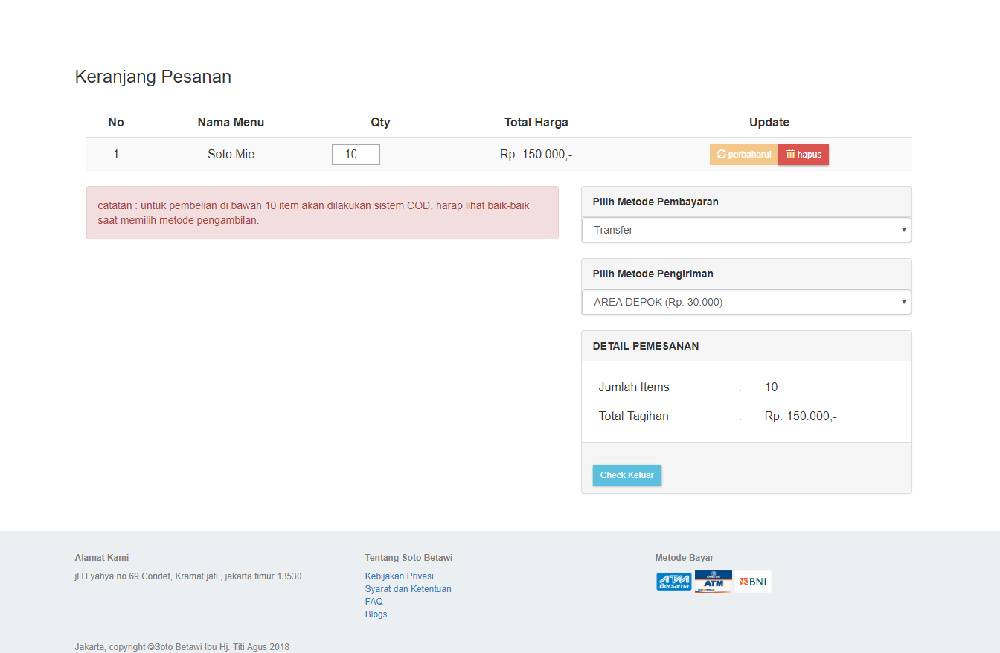 Keranjang Pesanan
No Nama Menu Qty Total Harga Update
1 Soto Mie 10 Rp. 150.000,- perbaharui hapus
catatan : untuk pembelian di bawah 10 item akan dilakukan sistem COD, harap lihat baik-baik
saat memilih metode pengambilan.
Pilih Metode Pembayaran
Transfer
Pilih Metode Pengiriman
AREA DEPOK (Rp. 30.000)
DETAIL PEMESANAN
Jumlah Items : 10
Total Tagihan : Rp. 150.000,-
Check Keluar
Alamat Kami
jl.H.yahya no 69 Condet, Kramat jati , jakarta timur 13530
Tentang Soto Betawi
Kebijakan Privasi
Syarat dan Ketentuan
FAQ
Blogs
Metode Bayar
ATM Bersama
ATM
BNI
Jakarta, copyright ©Soto Betawi Ibu Hj. Titi Agus 2018